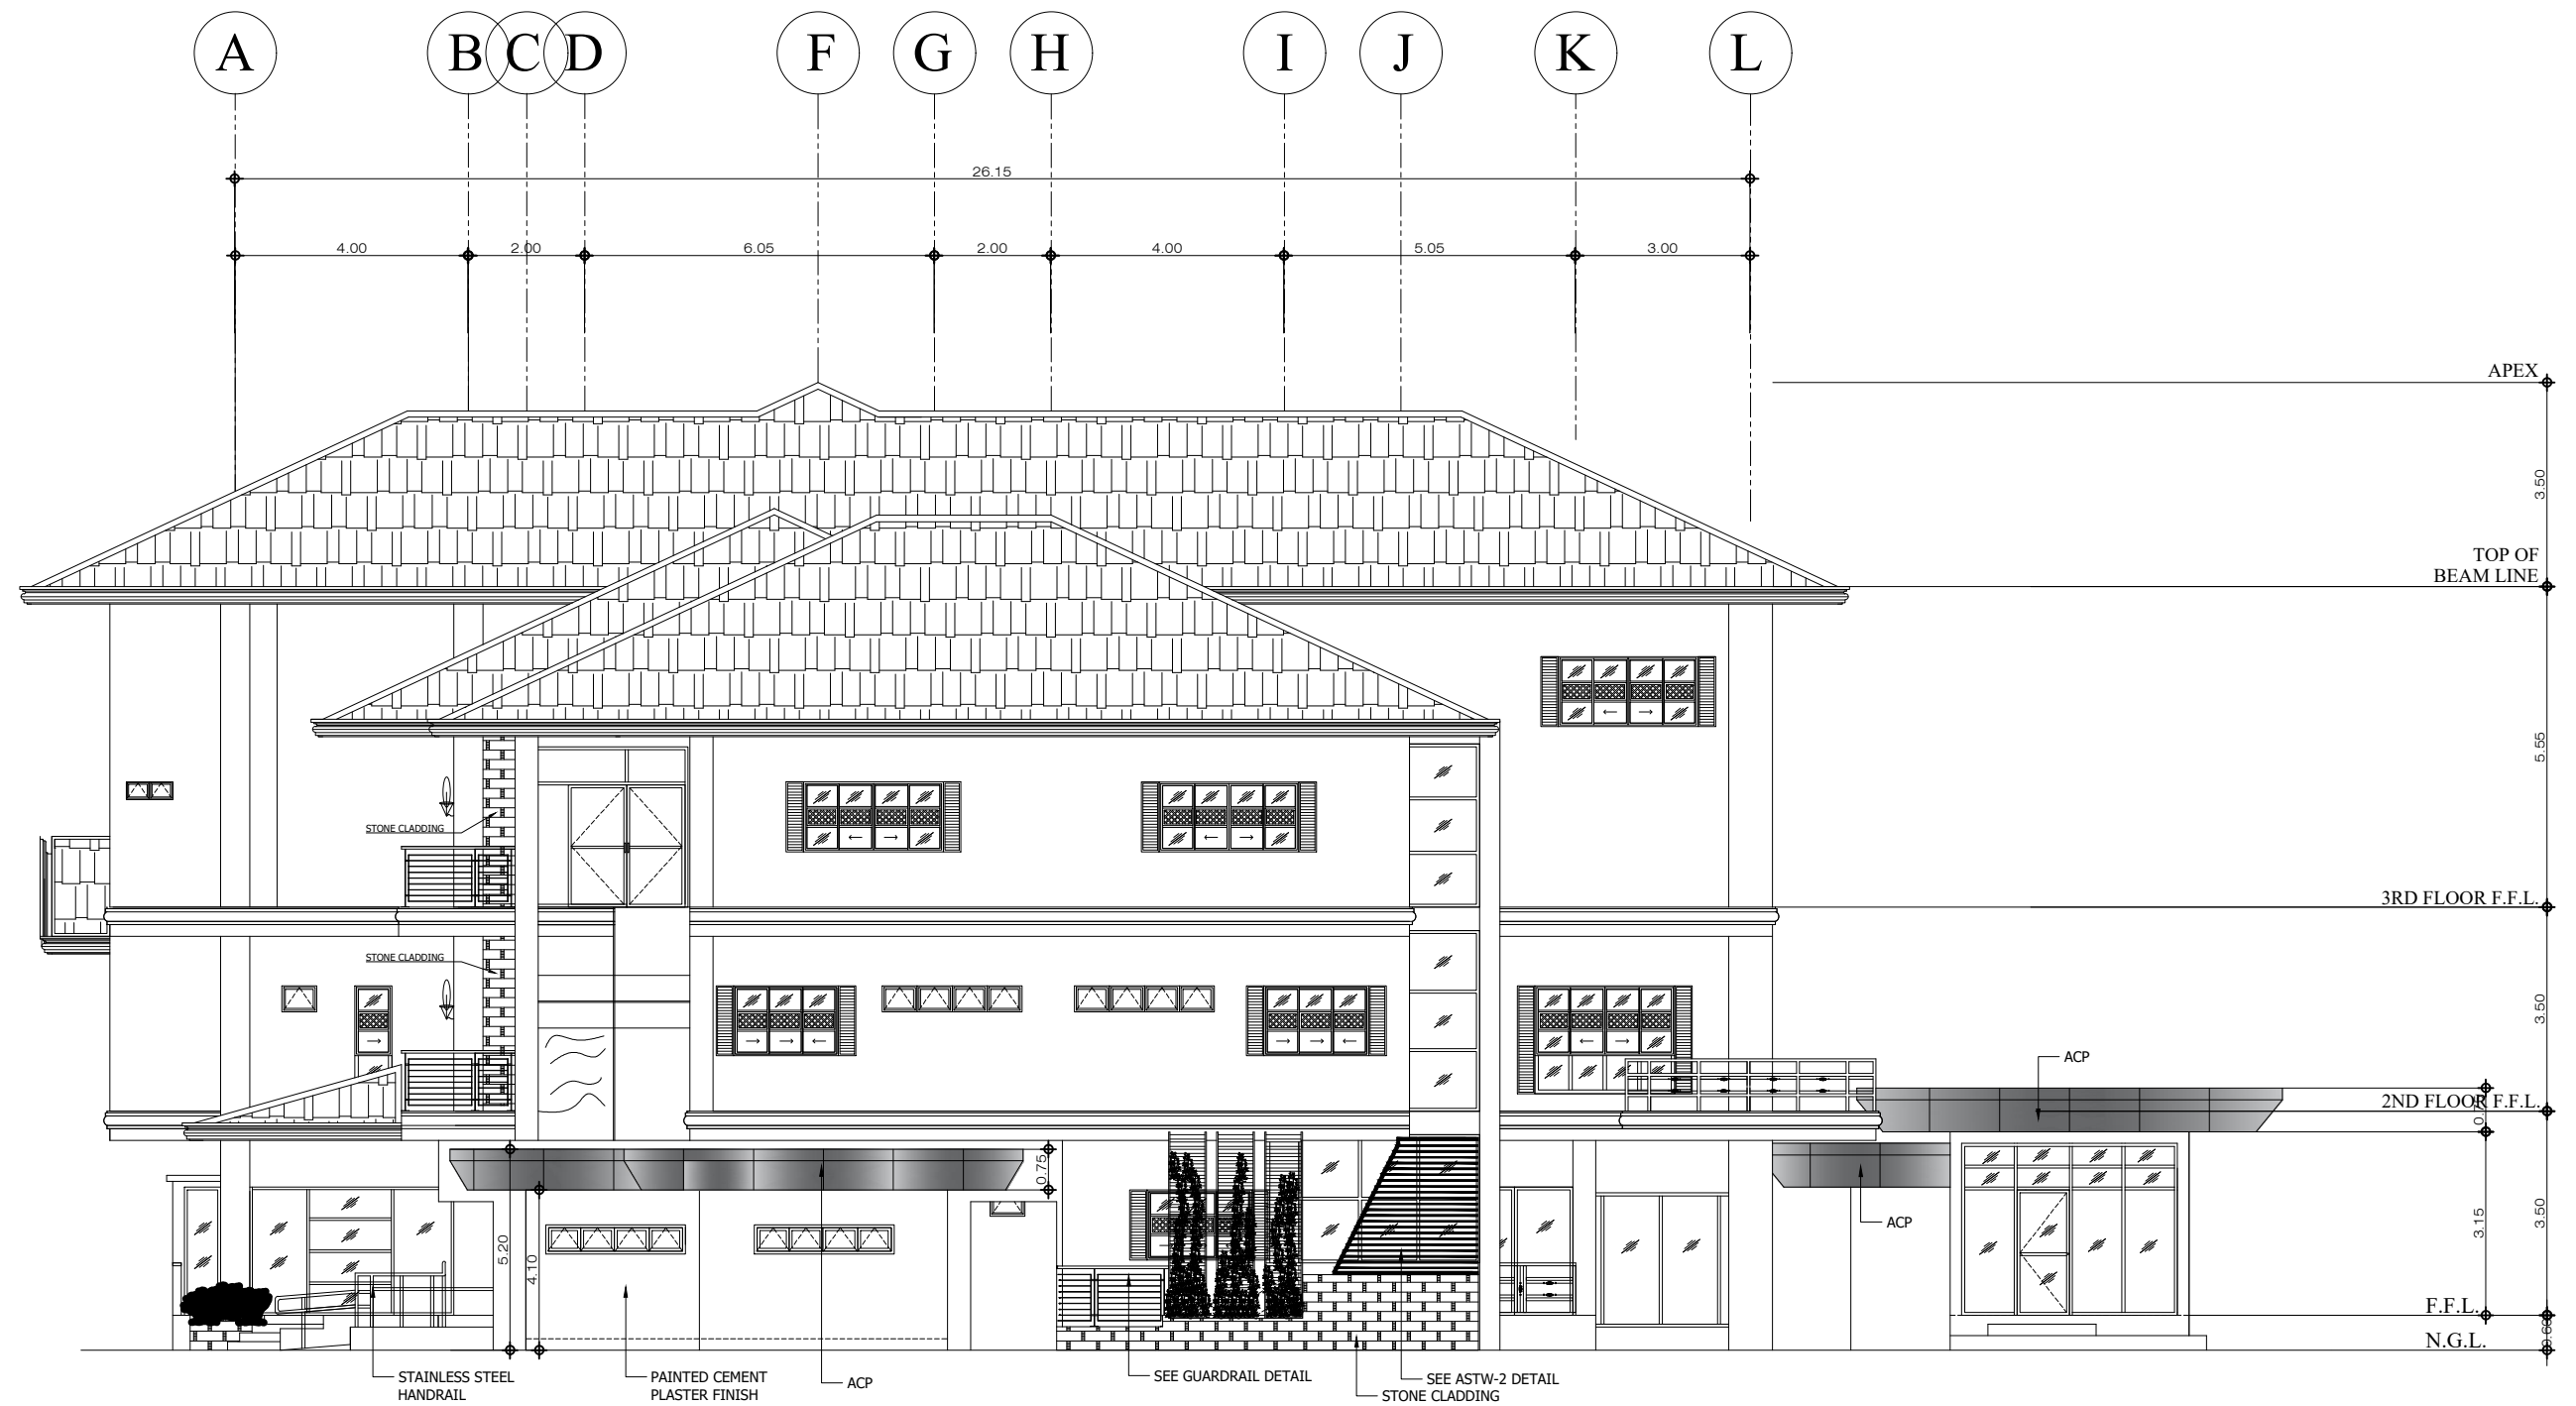 A B C D F G H I J K L
26.15
4.00 2.00 6.05 2.00 4.00 5.05 3.00
APEX
3.50
TOP OF
BEAM LINE
5.55
STONE CLADDING
3RD FLOOR F.F.L.
STONE CLADDING
3.50
ACP
2ND FLOOR F.F.L.
0.75
ACP
5.20
4.10
3.15
3.50
F.F.L.
0.60
N.G.L.
STAINLESS STEEL
HANDRAIL
PAINTED CEMENT
PLASTER FINISH
ACP
SEE GUARDRAIL DETAIL
SEE ASTW-2 DETAIL
STONE CLADDING